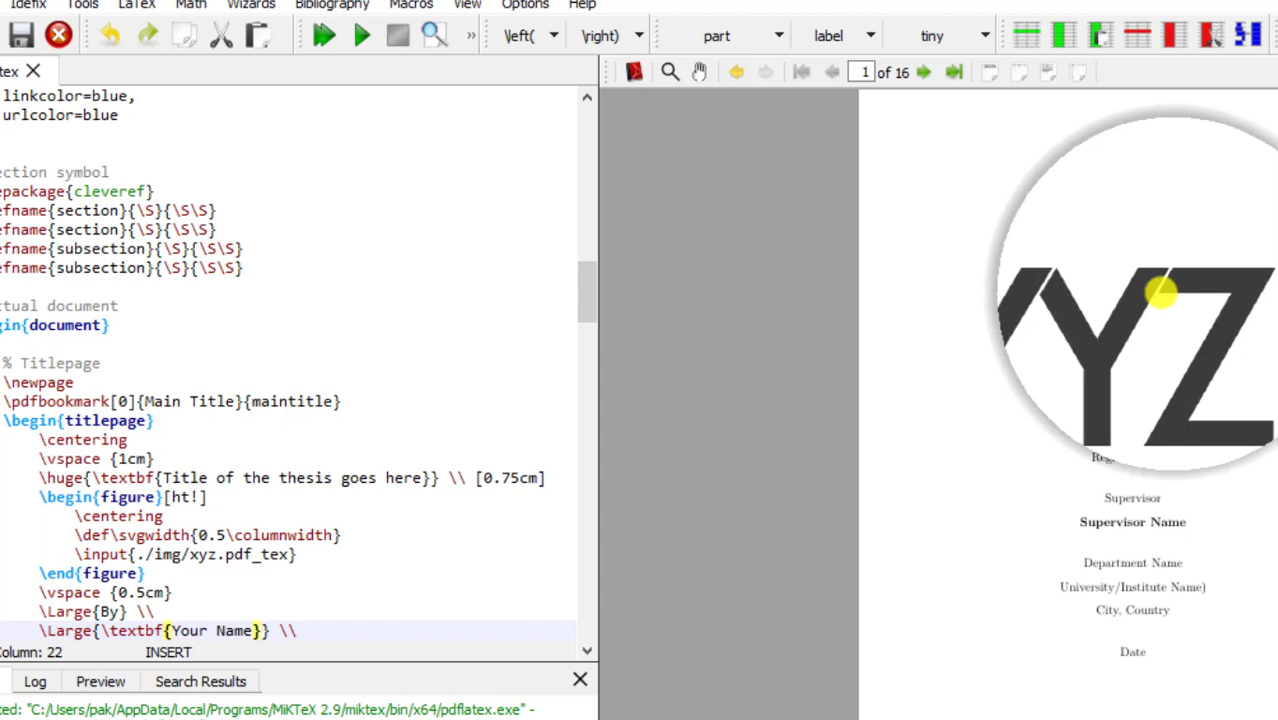 Idefix Tools LaTeX Math Wizards Bibliography Macros View Options Help
\left( \right) part label tiny
tex
1 of 16
linkcolor=blue,
urlcolor=blue
ection symbol
epackage{cleveref}
efname{section}{\S}{\S\S}
efname{section}{\S}{\S\S}
efname{subsection}{\S}{\S\S}
efname{subsection}{\S}{\S\S}
tual document
gin{document}
% Titlepage
\newpage
\pdfbookmark[0]{Main Title}{maintitle}
\begin{titlepage}
\centering
\vspace {1cm}
\huge{\textbf{Title of the thesis goes here}} \\ [0.75cm]
\begin{figure}[ht!]
\centering
\def\svgwidth{0.5\columnwidth}
\input{./img/xyz.pdf_tex}
\end{figure}
\vspace {0.5cm}
\Large{By} \\
\Large{\textbf{Your Name}} \\
olumn: 22 INSERT
Log Preview Search Results
ted: "C:/Users/pak/AppData/Local/Programs/MiKTeX 2.9/miktex/bin/x64/pdflatex.exe" -
XYZ
Supervisor
Supervisor Name
Department Name
University/Institute Name)
City, Country
Date